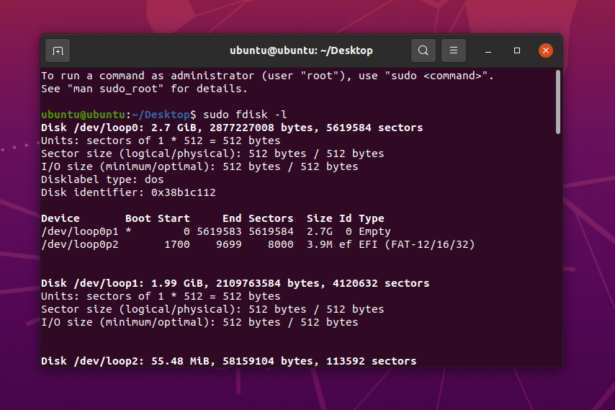 ubuntu@ubuntu: ~/Desktop
To run a command as administrator (user "root"), use "sudo <command>".
See "man sudo_root" for details.
ubuntu@ubuntu:~/Desktop$ sudo fdisk -l
Disk /dev/loop0: 2.7 GiB, 2877227008 bytes, 5619584 sectors
Units: sectors of 1 * 512 = 512 bytes
Sector size (logical/physical): 512 bytes / 512 bytes
I/O size (minimum/optimal): 512 bytes / 512 bytes
Disklabel type: dos
Disk identifier: 0x38b1c112
Device Boot Start End Sectors Size Id Type
/dev/loop0p1 * 0 5619583 5619584 2.7G 0 Empty
/dev/loop0p2 1700 9699 8000 3.9M ef EFI (FAT-12/16/32)
Disk /dev/loop1: 1.99 GiB, 2109763584 bytes, 4120632 sectors
Units: sectors of 1 * 512 = 512 bytes
Sector size (logical/physical): 512 bytes / 512 bytes
I/O size (minimum/optimal): 512 bytes / 512 bytes
Disk /dev/loop2: 55.48 MiB, 58159104 bytes, 113592 sectors